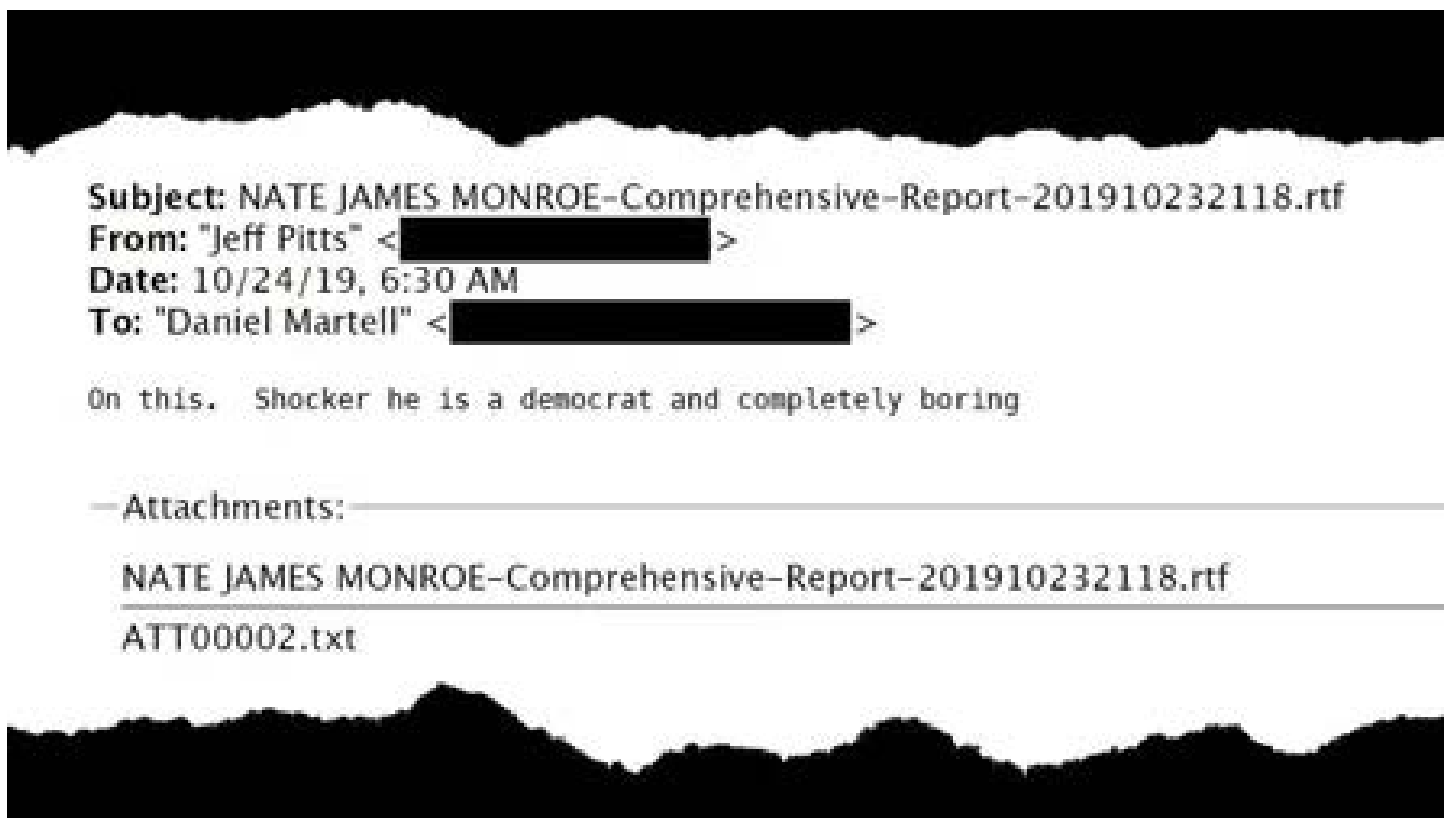 Subject: NATE JAMES MONROE-Comprehensive-Report-201910232118.rtf
From: "Jeff Pitts" <>
Date: 10/24/19, 6:30 AM
To: "Daniel Martell" <>
On this.  Shocker he is a democrat and completely boring
Attachments:
NATE JAMES MONROE-Comprehensive-Report-201910232118.rtf
ATT00002.txt